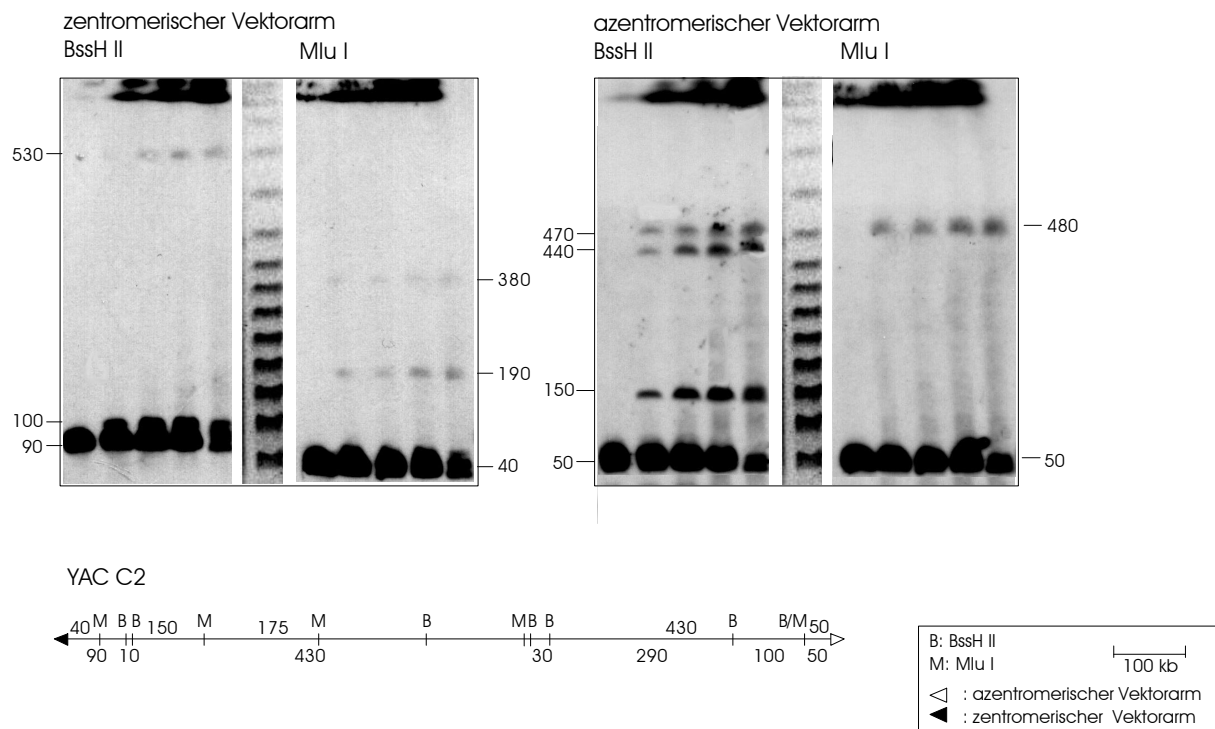 zentromerischer Vektorarm
BssH II
Mlu I
530
100
90
380
190
40
azentromerischer Vektorarm
BssH II
Mlu I
470
440
150
50
480
50
YAC C2
40 M B B 150 M 175 M B M B B 430 B B/M 50
90 10 430 30 290 100 50
B: BssH II
M: Mlu I
100 kb
: azentromerischer Vektorarm
: zentromerischer Vektorarm